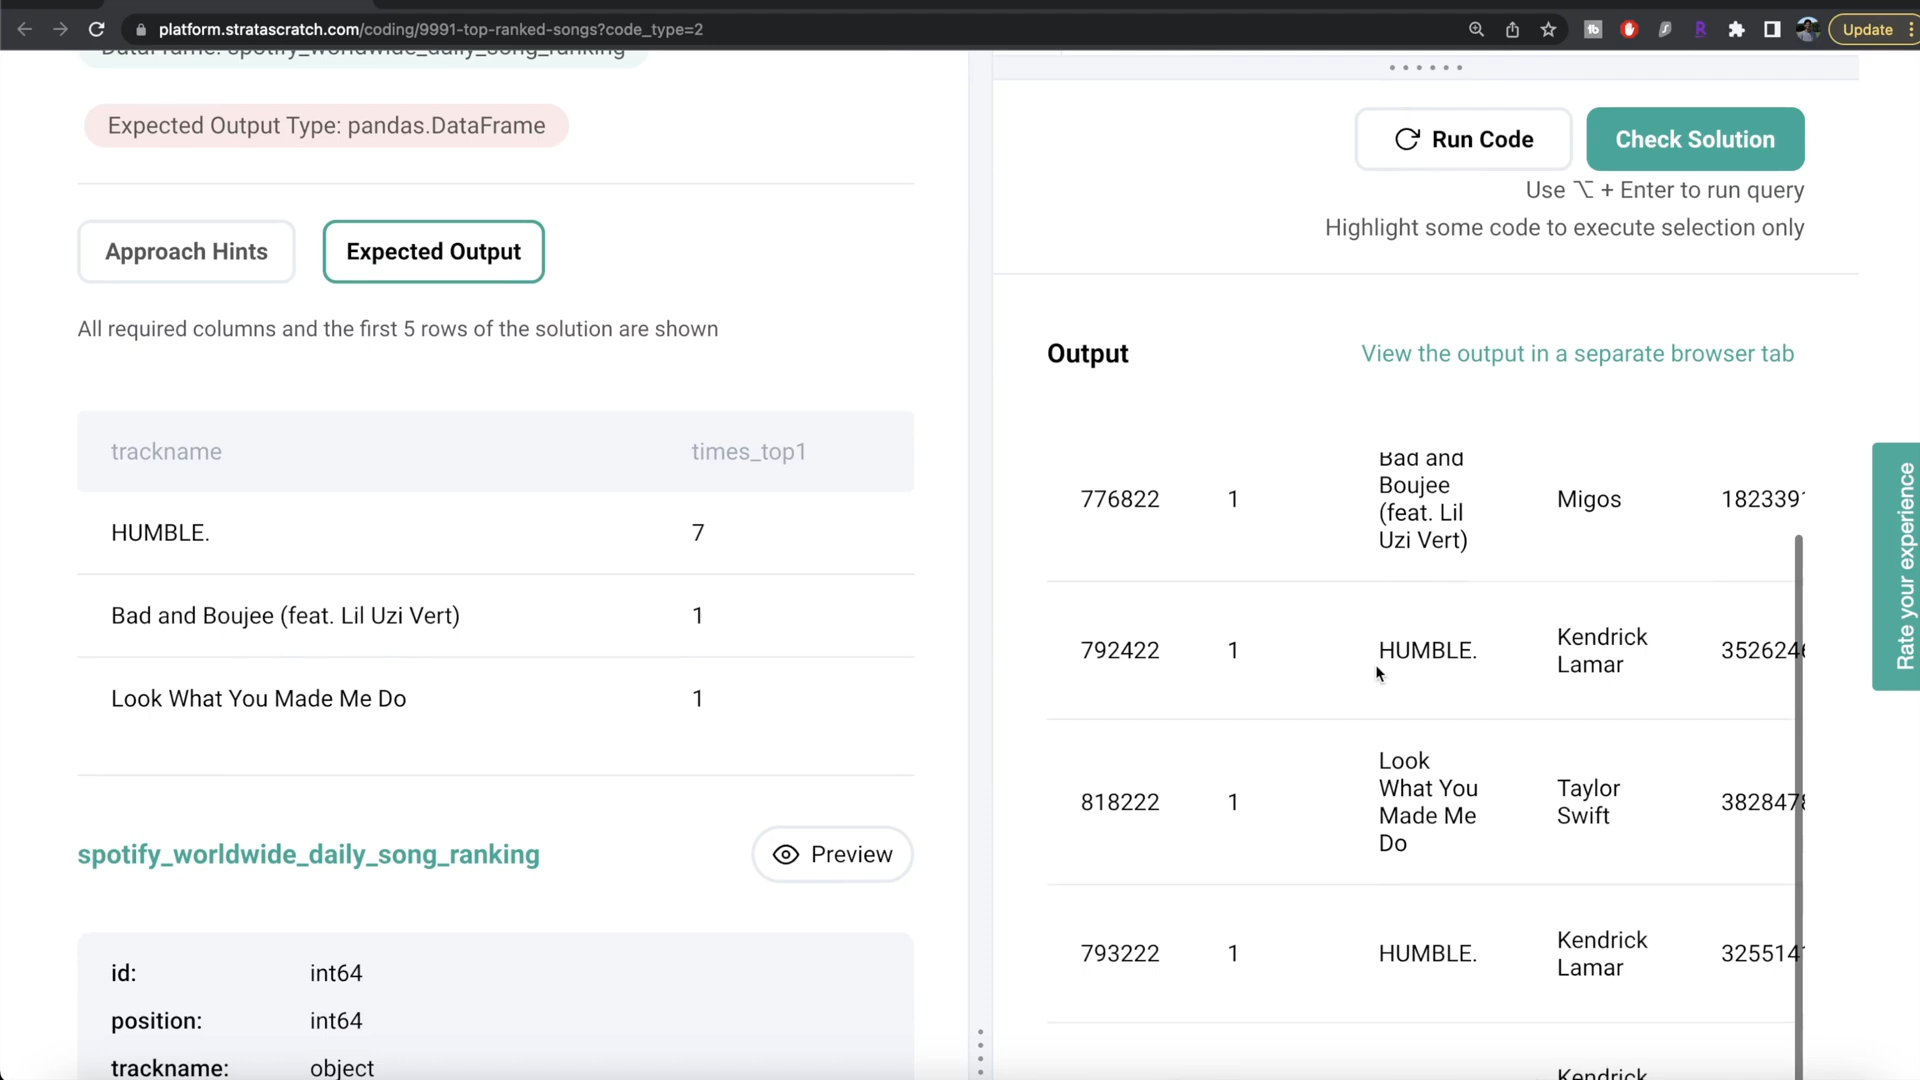 platform.stratascratch.com/coding/9991-top-ranked-songs?code_type=2
Update
DataFrame: spotify_worldwide_daily_song_ranking
Expected Output Type: pandas.DataFrame
Approach Hints
Expected Output
All required columns and the first 5 rows of the solution are shown
trackname times_top1
HUMBLE. 7
Bad and Boujee (feat. Lil Uzi Vert) 1
Look What You Made Me Do 1
spotify_worldwide_daily_song_ranking
Preview
id: int64
position: int64
trackname: object
Run Code
Check Solution
Use ⌥ + Enter to run query
Highlight some code to execute selection only
Output
View the output in a separate browser tab
Bad and
Boujee
776822 1 (feat. Lil Migos
Uzi Vert)
792422 1 HUMBLE. Kendrick
Lamar
Look
What You
818222 1 Made Me Taylor
Do Swift
793222 1 HUMBLE. Kendrick
Lamar
Kendrick
Rate your experience